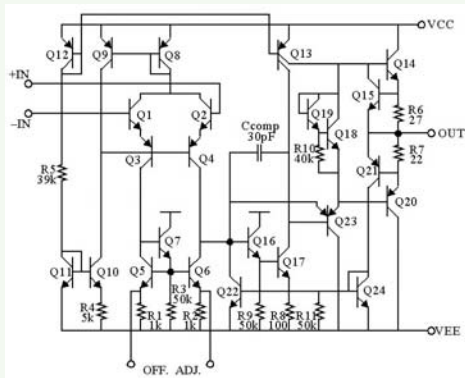 VCC
Q12
Q9
Q8
Q13
Q14
+IN
Q15
-IN
Q1
Q2
Q19
R6
27
Ccomp
30pF
Q18
OUT
Q3
Q4
R10
40k
R7
22
R5
39k
Q21
Q20
Q23
Q7
Q16
Q17
Q11
Q10
Q5
R3
50k
Q6
Q22
Q24
R4
5k
R1
1k
R2
1k
R9
50k
R8
100
R11
50k
VEE
OFF. ADJ.